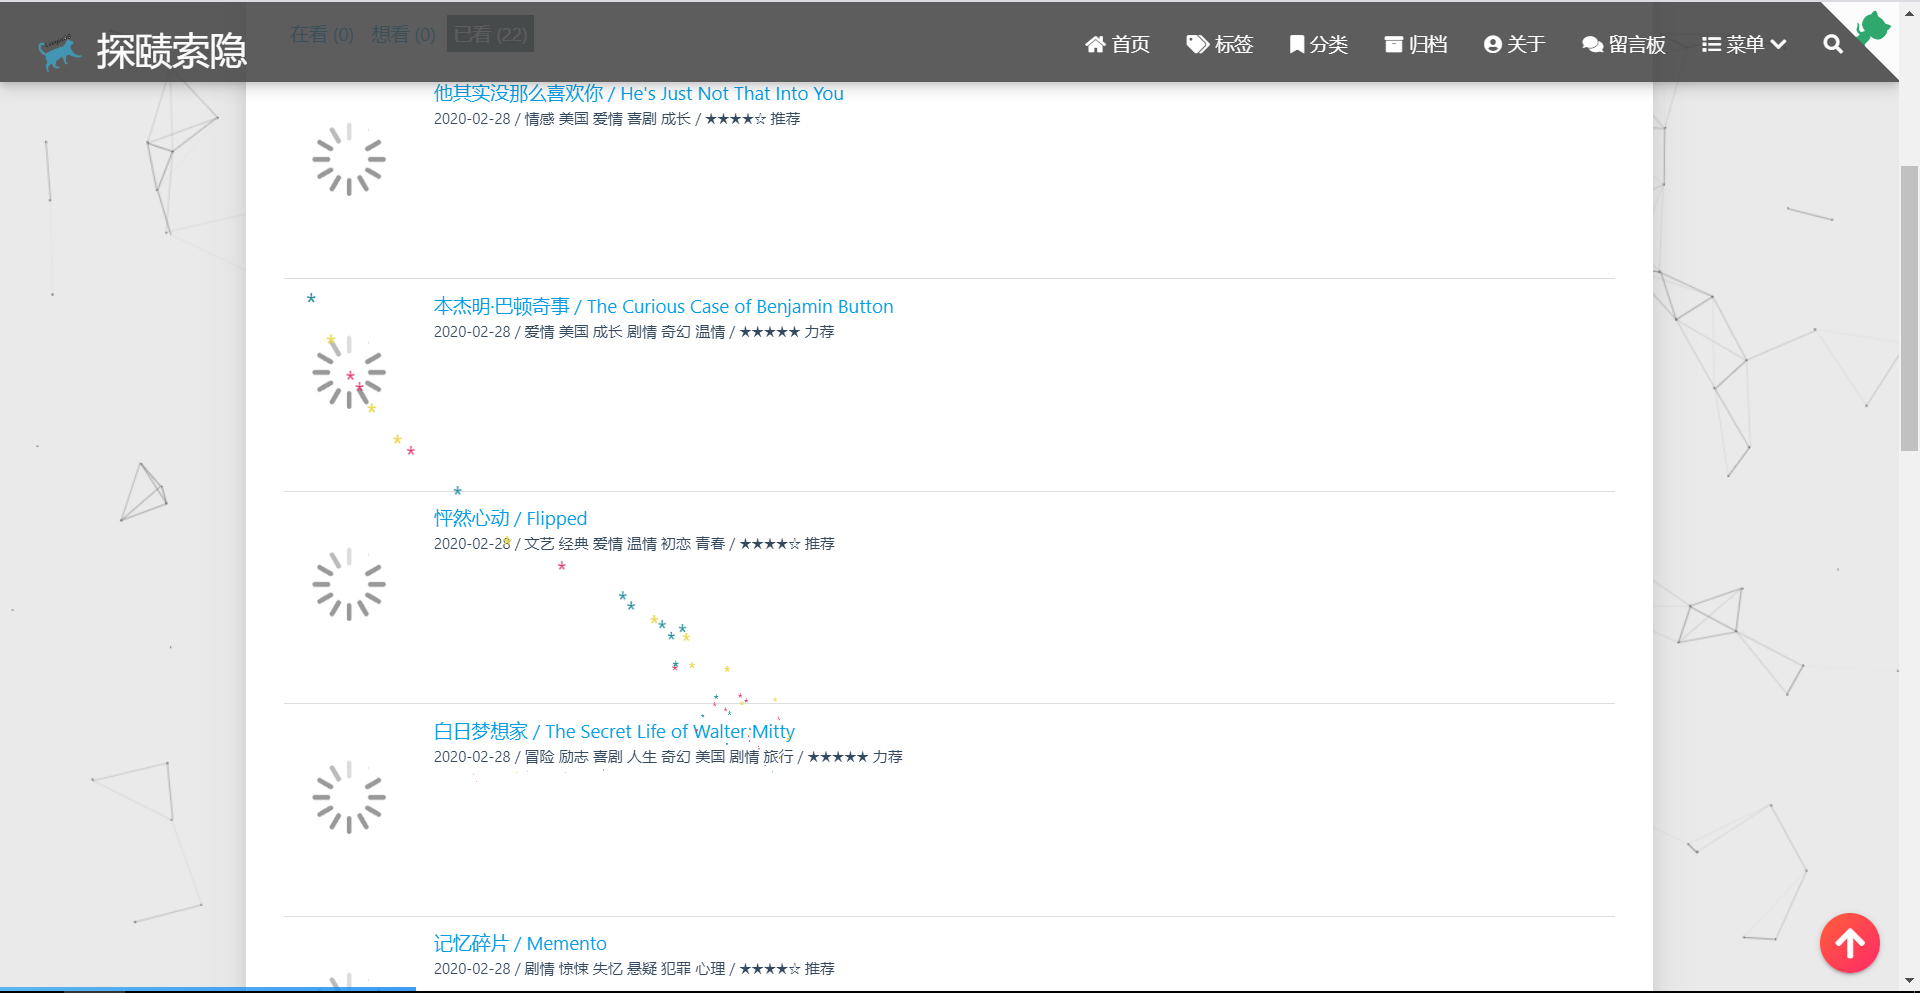 在看 (0) 想看 (0) 已看 (22)
探赜索隐
首页 标签 分类 归档 关于 留言板 菜单
他其实没那么喜欢你 / He's Just Not That Into You
2020-02-28 / 情感 美国 爱情 喜剧 成长 / ★★★★☆ 推荐
本杰明·巴顿奇事 / The Curious Case of Benjamin Button
2020-02-28 / 爱情 美国 成长 剧情 奇幻 温情 / ★★★★★ 力荐
怦然心动 / Flipped
2020-02-28 / 文艺 经典 爱情 温情 初恋 青春 / ★★★★☆ 推荐
白日梦想家 / The Secret Life of Walter Mitty
2020-02-28 / 冒险 励志 喜剧 人生 奇幻 美国 剧情 旅行 / ★★★★★ 力荐
记忆碎片 / Memento
2020-02-28 / 剧情 惊悚 失忆 悬疑 犯罪 心理 / ★★★★☆ 推荐